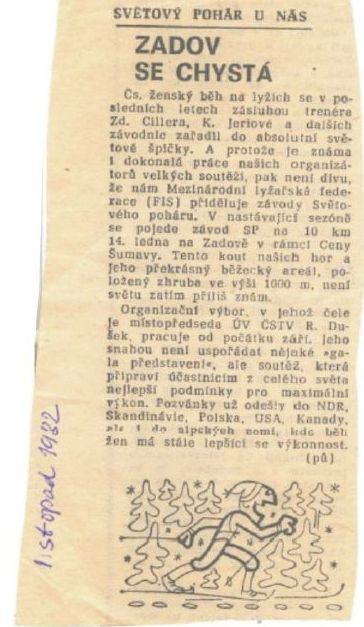 SVĚTOVÝ POHÁR U NÁS
ZADOV
SE CHYSTÁ
Čs. ženský běh na lyžích se v po-
sledních letech zásluhou trenéra
Zd. Cillera, K. Jeriové a dalších
závodnic zařadil do absolutní svě-
tové špičky. A protože je známa
i dokonalá práce našich organizá-
torů velkých soutěží, pak není divu,
že nám Mezinárodní lyžařská fede-
race (FIS) přiděluje závody Světo-
vého poháru. V nastávající sezóně
se pojede závod SP na 10 km
14. ledna na Zadově v rámci Ceny
Šumavy. Tento kout našich hor a
jeho překrásný běžecký areál, po-
ložený zhruba ve výši 1000 m, není
světu zatím příliš znám.
Organizační výbor, v jehož čele
je místopředseda ÚV ČSTV R. Du-
šek, pracuje od počátku září. Jeho
snahou není uspořádat nějaké »ga-
la představení«, ale soutěž, která
připraví účastníkům z celého světa
nejlepší podmínky pro maximální
výkon. Pozvánky už odešly do NDR,
Skandinávie, Polska, USA, Kanady,
ale i do alpských zemí, kde běh
žen má stále lepšící se výkonnost.
(pů)
listopad 1982